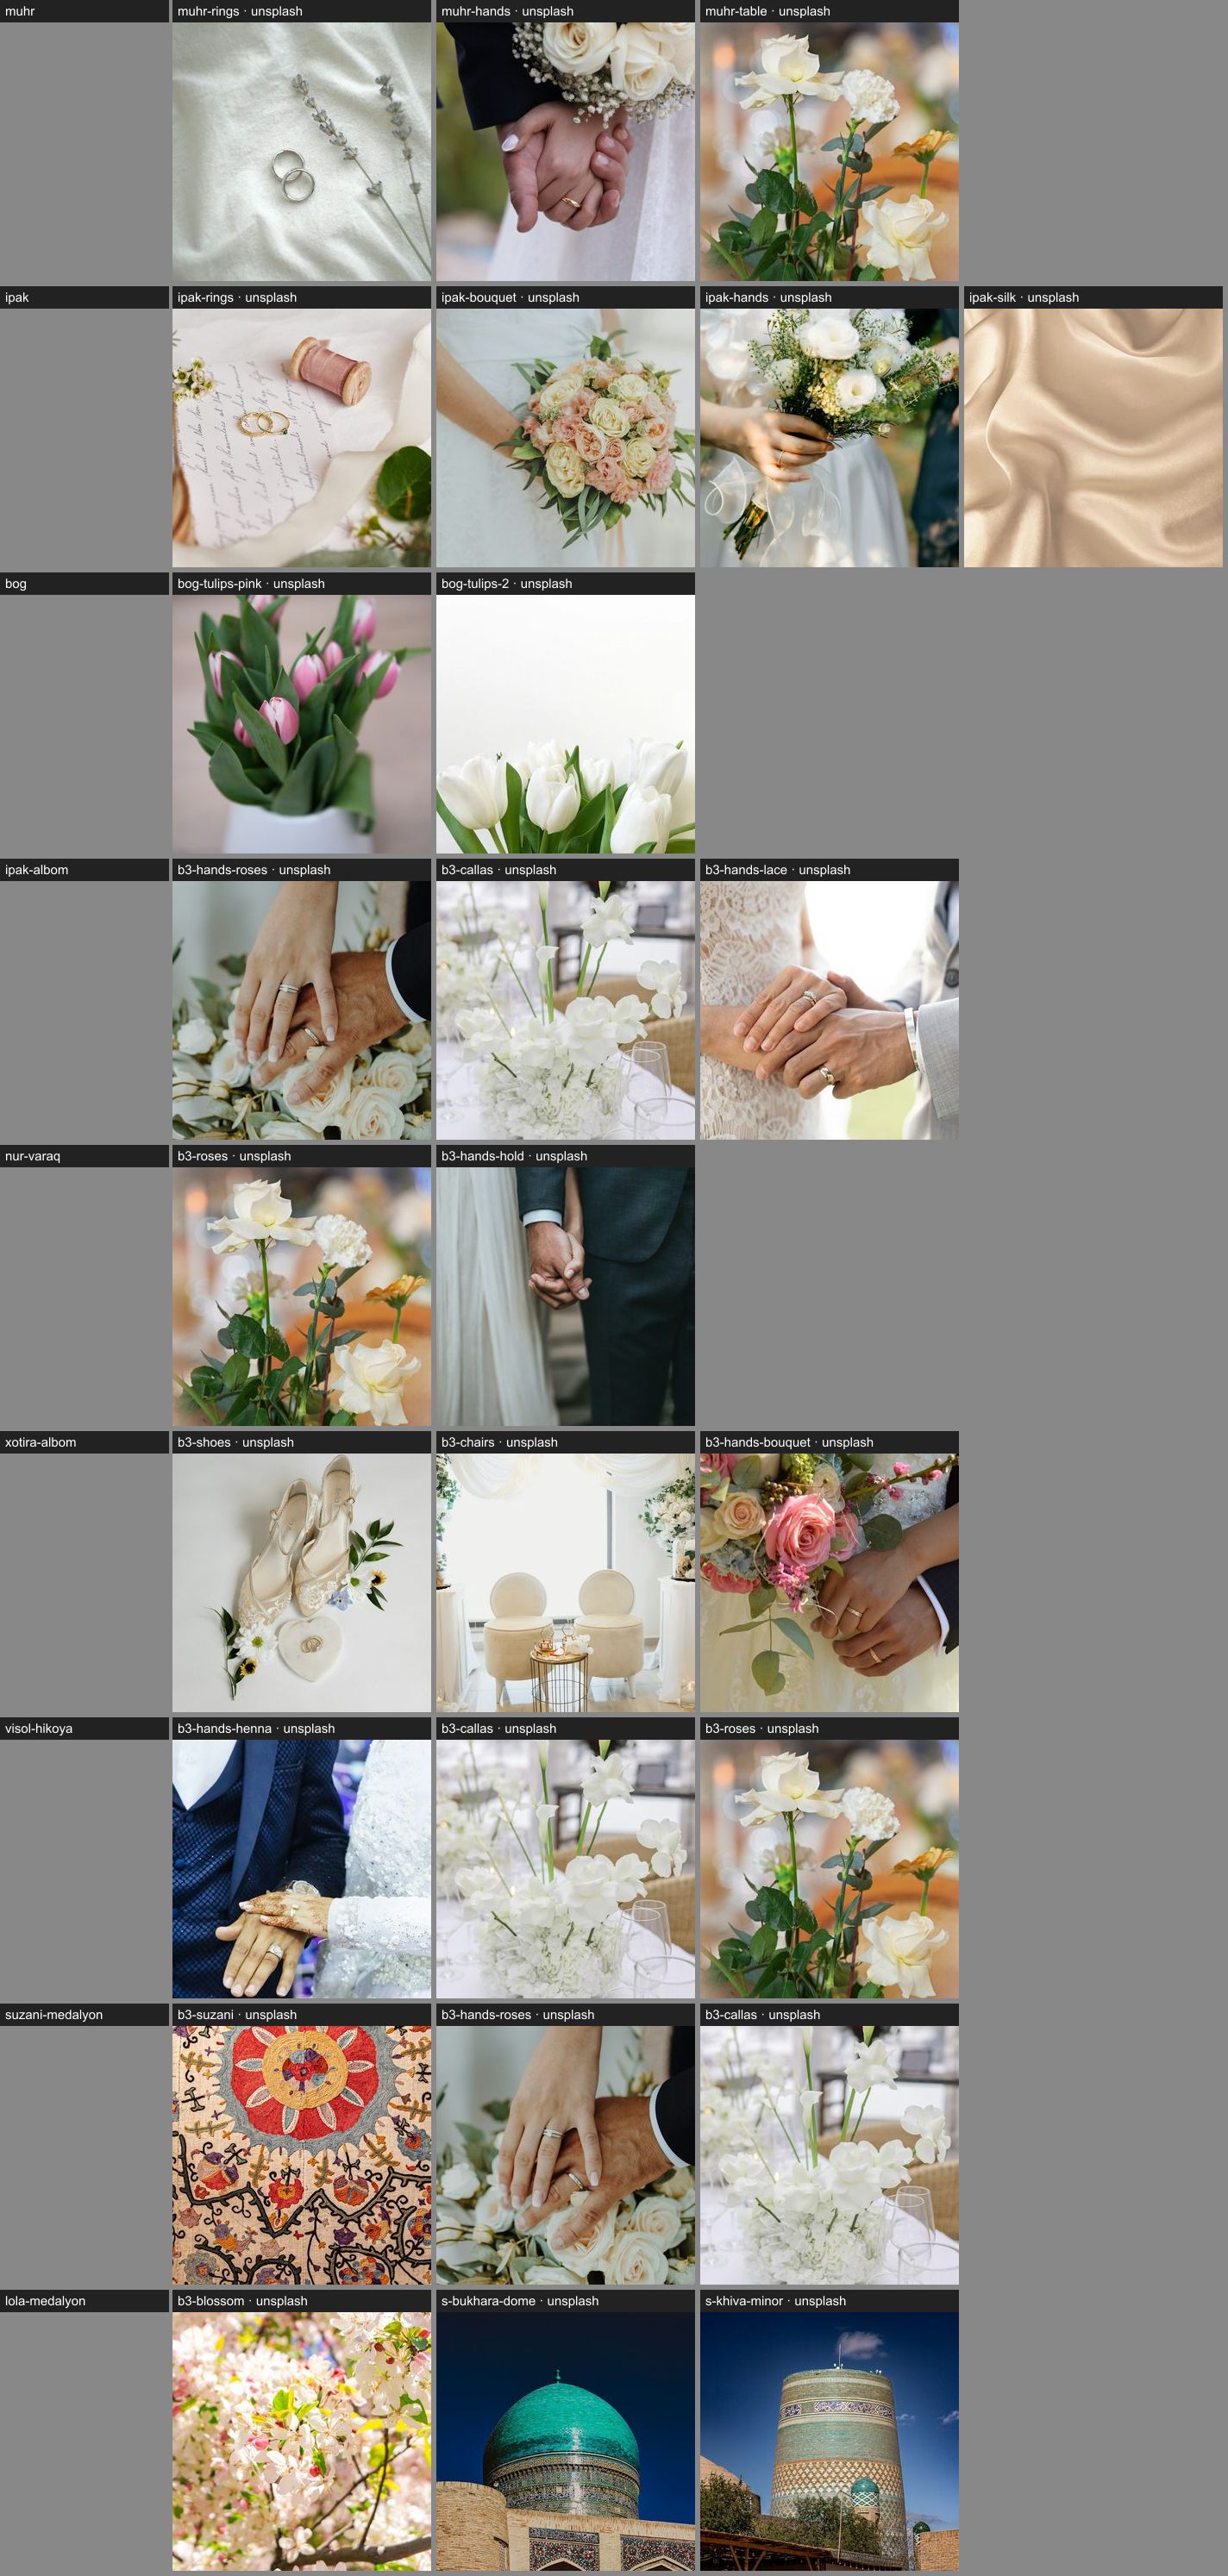 muhr
muhr-rings · unsplash
muhr-hands · unsplash
muhr-table · unsplash
ipak
ipak-rings · unsplash
ipak-bouquet · unsplash
ipak-hands · unsplash
ipak-silk · unsplash
bog
bog-tulips-pink · unsplash
bog-tulips-2 · unsplash
ipak-albom
b3-hands-roses · unsplash
b3-callas · unsplash
b3-hands-lace · unsplash
nur-varaq
b3-roses · unsplash
b3-hands-hold · unsplash
xotira-albom
b3-shoes · unsplash
b3-chairs · unsplash
b3-hands-bouquet · unsplash
visol-hikoya
b3-hands-henna · unsplash
b3-callas · unsplash
b3-roses · unsplash
suzani-medalyon
b3-suzani · unsplash
b3-hands-roses · unsplash
b3-callas · unsplash
lola-medalyon
b3-blossom · unsplash
s-bukhara-dome · unsplash
s-khiva-minor · unsplash